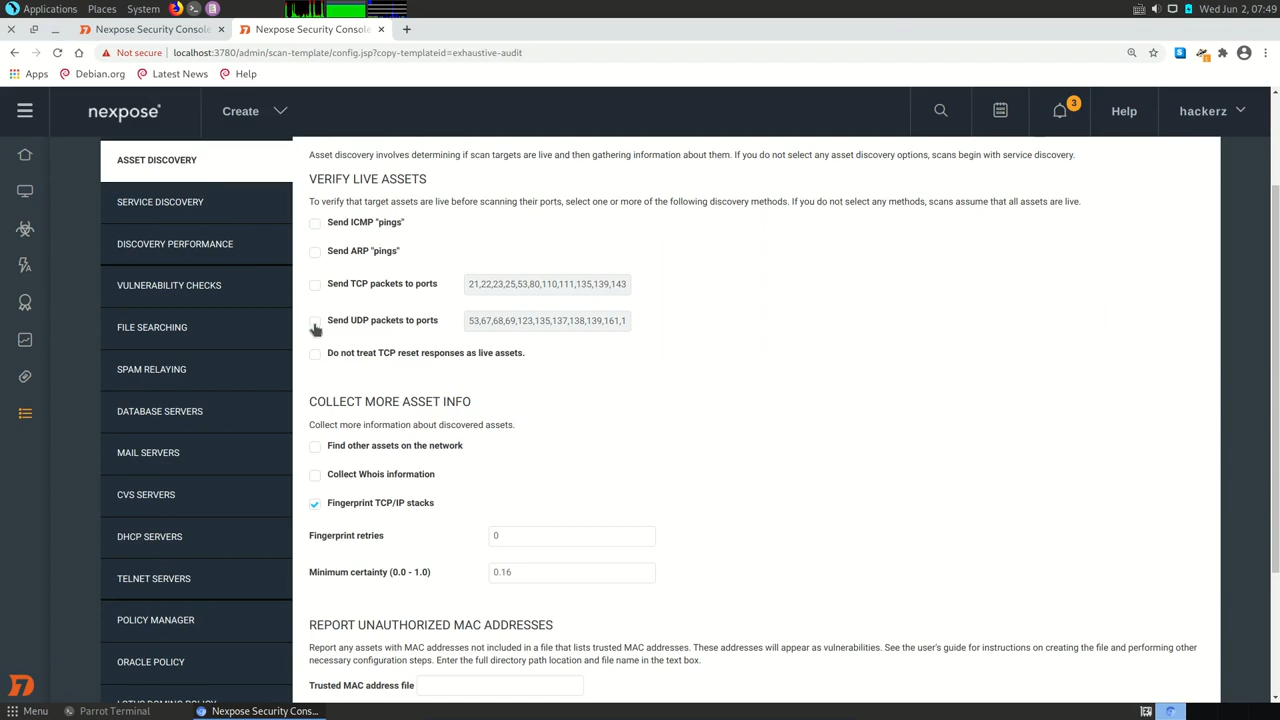 Applications Places System Wed Jun 2, 07:49
Nexpose Security Console × Nexpose Security Console × +
Not secure localhost:3780/admin/scan-template/config.jsp?copy-templateid=exhaustive-audit
Apps Debian.org Latest News Help
nexpose Create 3 Help hackerz
ASSET DISCOVERY
SERVICE DISCOVERY
DISCOVERY PERFORMANCE
VULNERABILITY CHECKS
FILE SEARCHING
SPAM RELAYING
DATABASE SERVERS
MAIL SERVERS
CVS SERVERS
DHCP SERVERS
TELNET SERVERS
POLICY MANAGER
ORACLE POLICY
LOTUS DOMINO POLICY
Asset discovery involves determining if scan targets are live and then gathering information about them. If you do not select any asset discovery options, scans begin with service discovery.
VERIFY LIVE ASSETS
To verify that target assets are live before scanning their ports, select one or more of the following discovery methods. If you do not select any methods, scans assume that all assets are live.
Send ICMP "pings"
Send ARP "pings"
Send TCP packets to ports 21,22,23,25,53,80,110,111,135,139,143
Send UDP packets to ports 53,67,68,69,123,135,137,138,139,161,1
Do not treat TCP reset responses as live assets.
COLLECT MORE ASSET INFO
Collect more information about discovered assets.
Find other assets on the network
Collect Whois information
Fingerprint TCP/IP stacks
Fingerprint retries 0
Minimum certainty (0.0 - 1.0) 0.16
REPORT UNAUTHORIZED MAC ADDRESSES
Report any assets with MAC addresses not included in a file that lists trusted MAC addresses. These addresses will appear as vulnerabilities. See the user's guide for instructions on creating the file and performing other
necessary configuration steps. Enter the full directory path location and file name in the text box.
Trusted MAC address file
Menu Parrot Terminal Nexpose Security Cons...